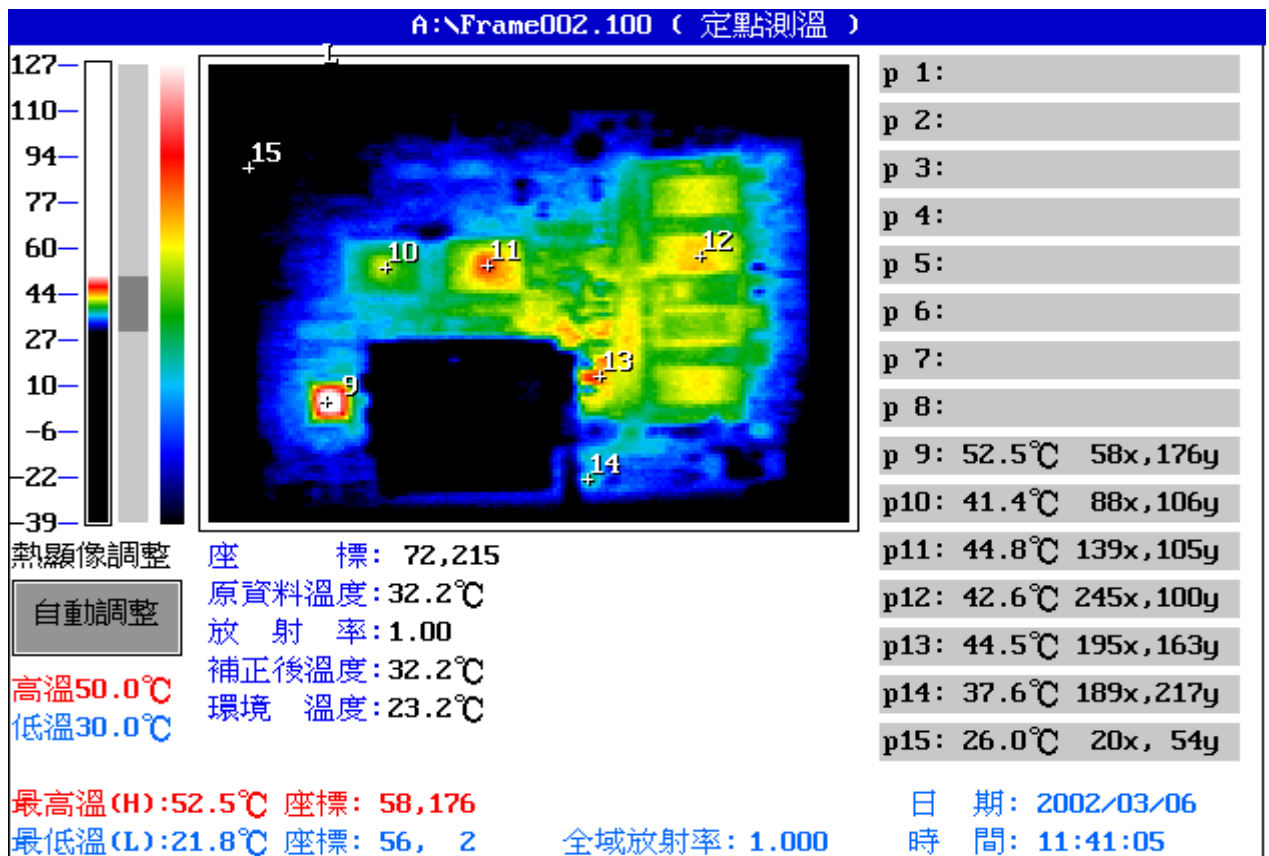 A:\Frame002.100 ( 定點測溫 )
L
127
110
94
77
60
44
27
10
-6
-22
-39
15
10
11
12
13
9
14
熱顯像調整
自動調整
高溫50.0℃
低溫30.0℃
座 標: 72,215
原資料溫度:32.2℃
放 射 率:1.00
補正後溫度:32.2℃
環境 溫度:23.2℃
p 1:
p 2:
p 3:
p 4:
p 5:
p 6:
p 7:
p 8:
p 9: 52.5℃ 58x,176y
p10: 41.4℃ 88x,106y
p11: 44.8℃ 139x,105y
p12: 42.6℃ 245x,100y
p13: 44.5℃ 195x,163y
p14: 37.6℃ 189x,217y
p15: 26.0℃ 20x, 54y
最高溫(H):52.5℃ 座標: 58,176
最低溫(L):21.8℃ 座標: 56, 2
全域放射率: 1.000
日 期: 2002/03/06
時 間: 11:41:05